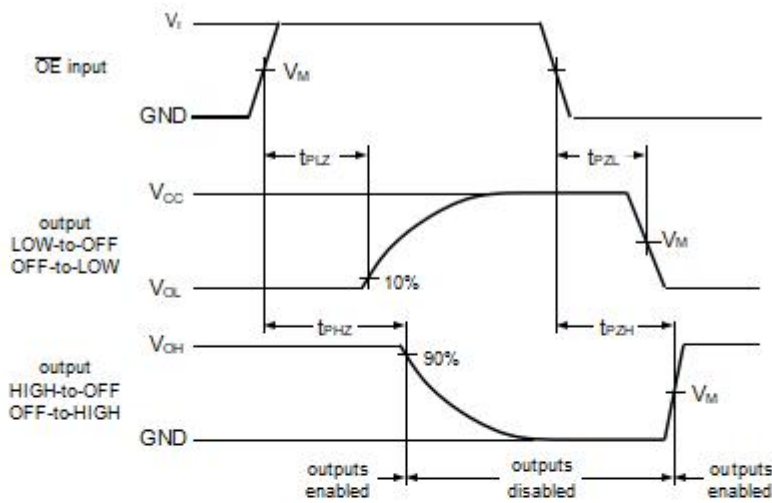 VI
OE input
VM
GND
tPLZ
tPZL
VCC
output
LOW-to-OFF
OFF-to-LOW
VM
10%
VOL
tPHZ
tPZH
VOH
90%
output
HIGH-to-OFF
OFF-to-HIGH
VM
GND
outputs
enabled
outputs
disabled
outputs
enabled